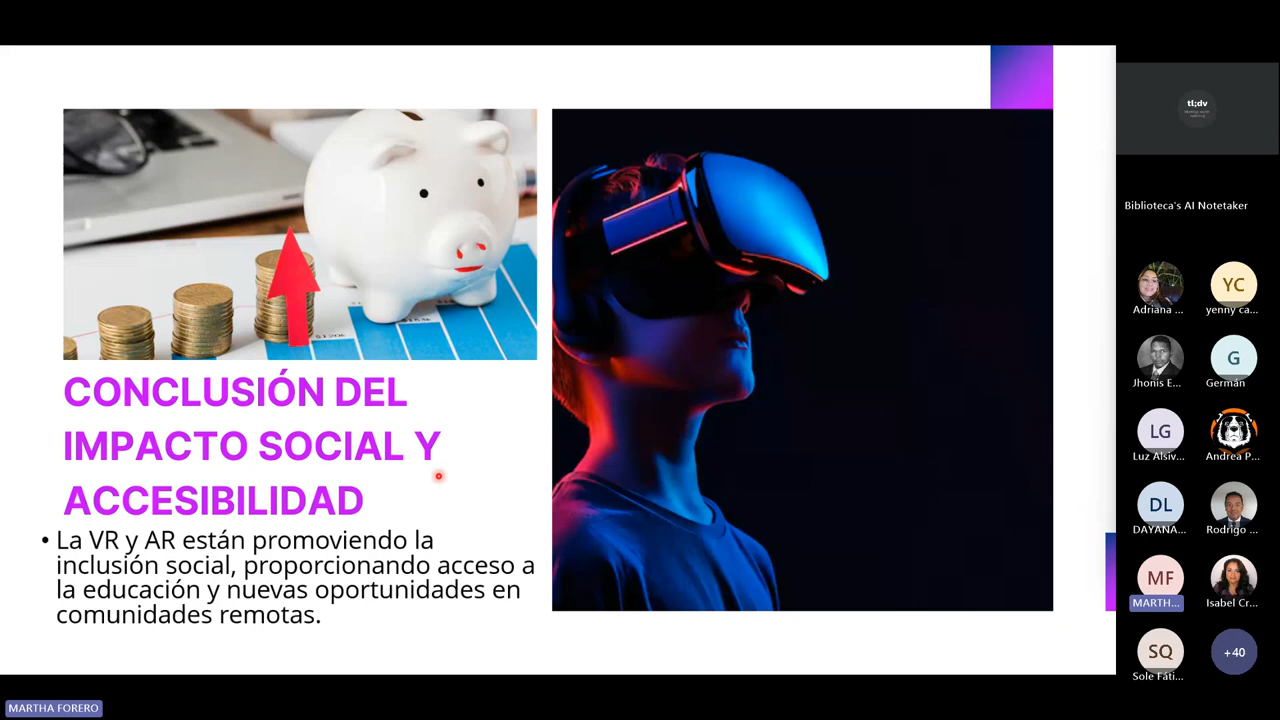 CONCLUSIÓN DEL
IMPACTO SOCIAL Y
ACCESIBILIDAD
• La VR y AR están promoviendo la
inclusión social, proporcionando acceso a
la educación y nuevas oportunidades en
comunidades remotas.
tl;dv
Biblioteca's AI Notetaker
Adriana ...
YC
yenny ca...
Jhonis E...
G
Germán
LG
Luz Alsiv...
Andrea P...
DL
DAYANA...
Rodrigo ...
MF
MARTH...
Isabel Cr...
SQ
Sole Fáti...
+40
MARTHA FORERO